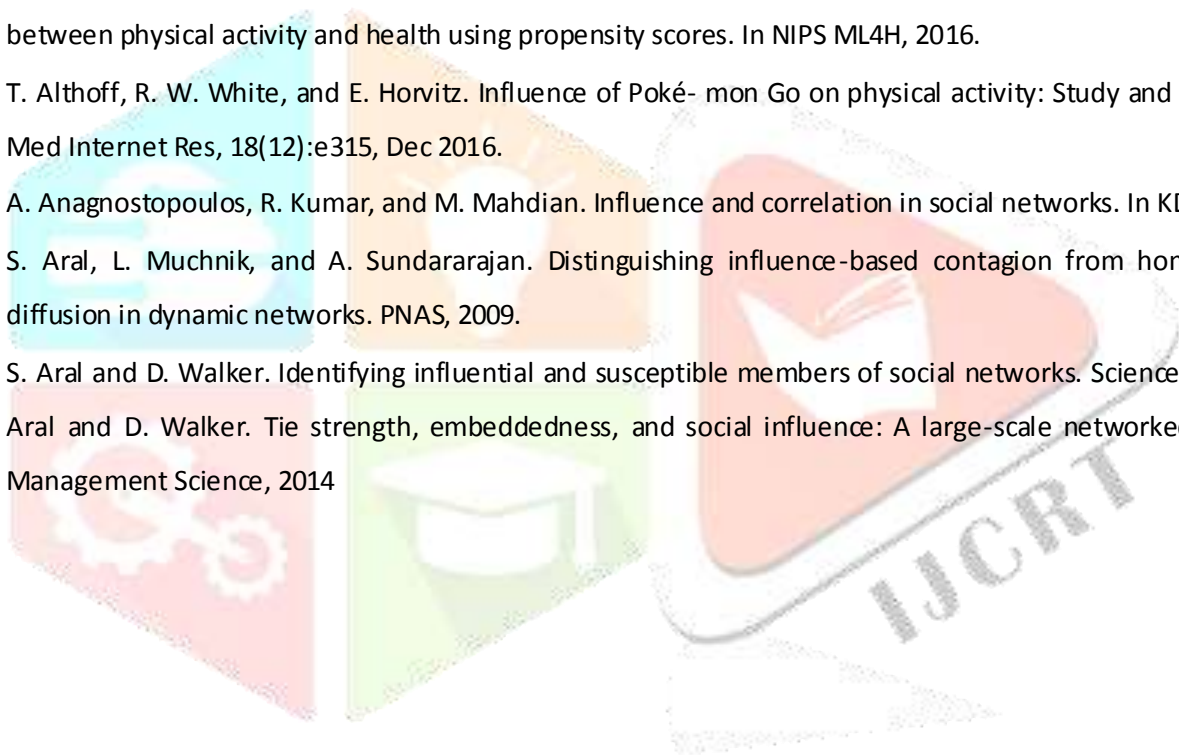 between physical activity and health using propensity scores. In NIPS ML4H, 2016.
T. Althoff, R. W. White, and E. Horvitz. Influence of Poké- mon Go on physical activity: Study and
Med Internet Res, 18(12):e315, Dec 2016.
A. Anagnostopoulos, R. Kumar, and M. Mahdian. Influence and correlation in social networks. In
S. Aral, L. Muchnik, and A. Sundararajan. Distinguishing influence-based contagion from
diffusion in dynamic networks. PNAS, 2009.
S. Aral and D. Walker. Identifying influential and susceptible members of social networks. Science
Aral and D. Walker. Tie strength, embeddedness, and social influence: A large-scale networked
Management Science, 2014
IJCRT